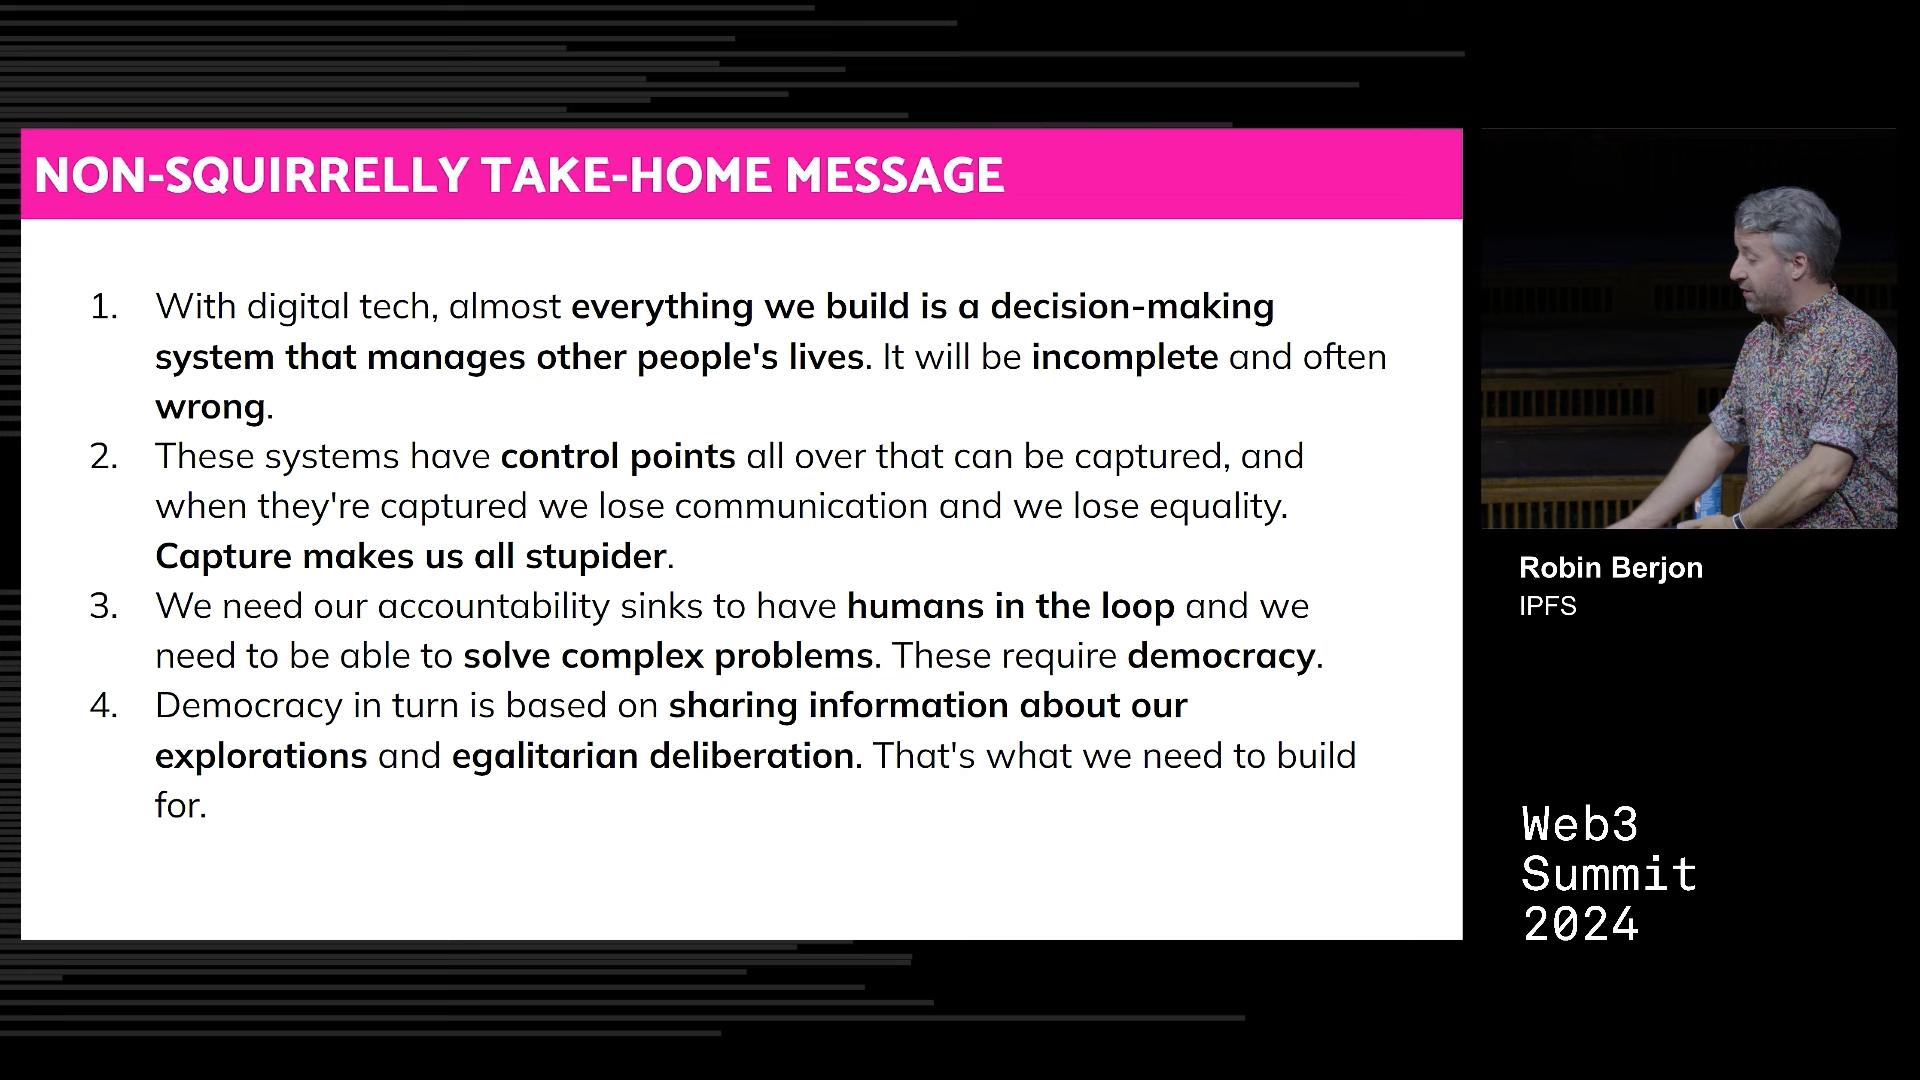 NON-SQUIRRELLY TAKE-HOME MESSAGE
1. With digital tech, almost everything we build is a decision-making
system that manages other people's lives. It will be incomplete and often
wrong.
2. These systems have control points all over that can be captured, and
when they're captured we lose communication and we lose equality.
Capture makes us all stupider.
3. We need our accountability sinks to have humans in the loop and we
need to be able to solve complex problems. These require democracy.
4. Democracy in turn is based on sharing information about our
explorations and egalitarian deliberation. That's what we need to build
for.
Robin Berjon
IPFS
Web3
Summit
2024